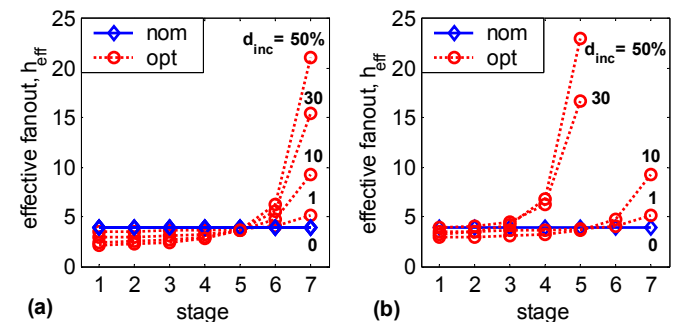 25
20
15
10
5
0
effective fanout, h_eff
nom
opt
d_inc = 50%
30
10
1
0
1 2 3 4 5 6 7
(a)
stage
25
20
15
10
5
0
effective fanout, h_eff
nom
opt
d_inc = 50%
30
10
1
0
1 2 3 4 5 6 7
(b)
stage